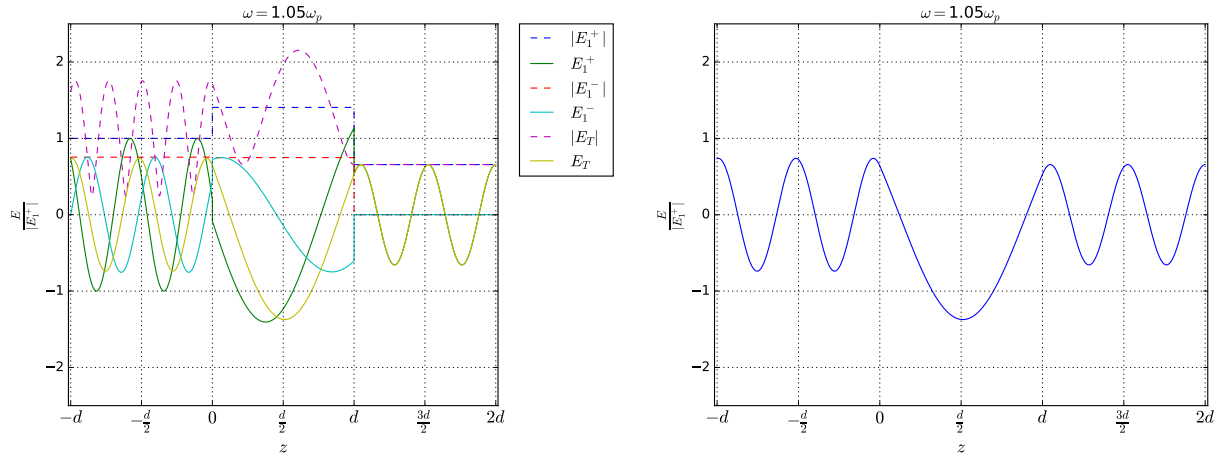 ω = 1.05ω_p
2
1
0
−1
−2
E/|E_1^+|
−d
−d/2
0
d/2
d
3d/2
2d
z
|E_1^+|
E_1^+
|E_1^−|
E_1^−
|E_T|
E_T
ω = 1.05ω_p
2
1
0
−1
−2
E/|E_1^+|
−d
−d/2
0
d/2
d
3d/2
2d
z